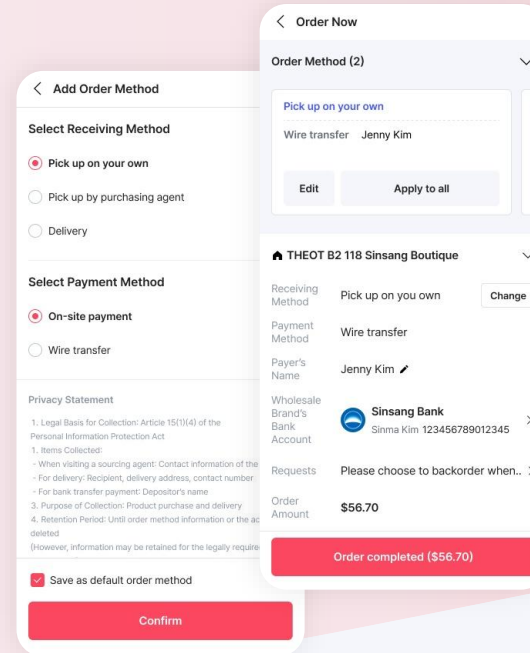 Add Order Method
Select Receiving Method
Pick up on your own
Pick up by purchasing agent
Delivery
Select Payment Method
On-site payment
Wire transfer
Privacy Statement
1. Legal Basis for Collection: Article 15(1)(4) of the
Personal Information Protection Act
1. Items Collected:
- When visiting a sourcing agent: Contact information of the
- For delivery: Recipient, delivery address, contact number
- For bank transfer payment: Depositor's name
3. Purpose of Collection: Product purchase and delivery
4. Retention Period: Until order method information or the
deleted
(However, information may be retained for the legally
Save as default order method
Confirm
Order Now
Order Method (2)
Pick up on your own
Wire transfer Jenny Kim
Edit Apply to all
THEOT B2 118 Sinsang Boutique
Receiving
Method
Pick up on you own
Change
Payment
Method
Wire transfer
Payer's
Name
Jenny Kim
Wholesale
Brand's
Bank
Account
Sinsang Bank
Sinma Kim 123456789012345
Requests Please choose to backorder when..
Order
Amount
$56.70
Order completed ($56.70)